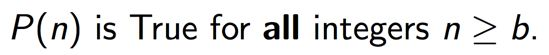 P(n) is True for all integers n ≥ b.